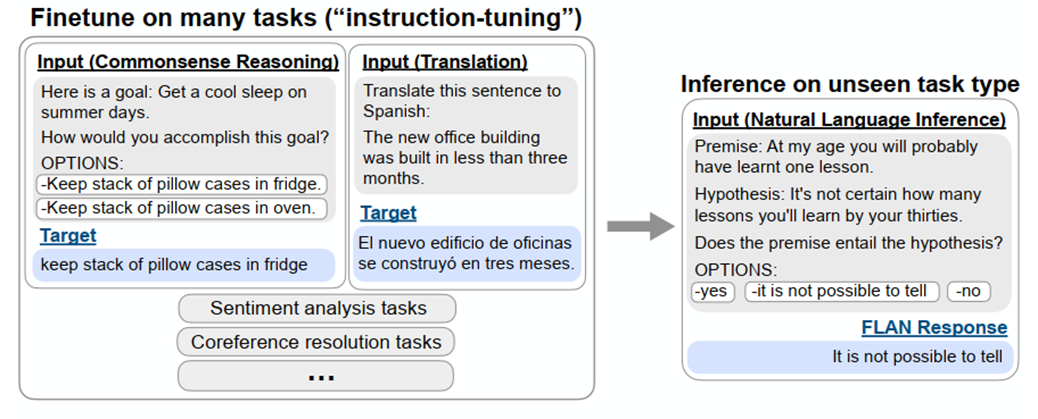 Finetune on many tasks (“instruction-tuning”)
Input (Commonsense Reasoning)
Here is a goal: Get a cool sleep on
summer days.
How would you accomplish this goal?
OPTIONS:
-Keep stack of pillow cases in fridge.
-Keep stack of pillow cases in oven.
Target
keep stack of pillow cases in fridge
Input (Translation)
Translate this sentence to
Spanish:
The new office building
was built in less than three
months.
Target
El nuevo edificio de oficinas
se construyó en tres meses.
Sentiment analysis tasks
Coreference resolution tasks
...
Inference on unseen task type
Input (Natural Language Inference)
Premise: At my age you will probably
have learnt one lesson.
Hypothesis: It's not certain how many
lessons you'll learn by your thirties.
Does the premise entail the hypothesis?
OPTIONS:
-yes -it is not possible to tell -no
FLAN Response
It is not possible to tell